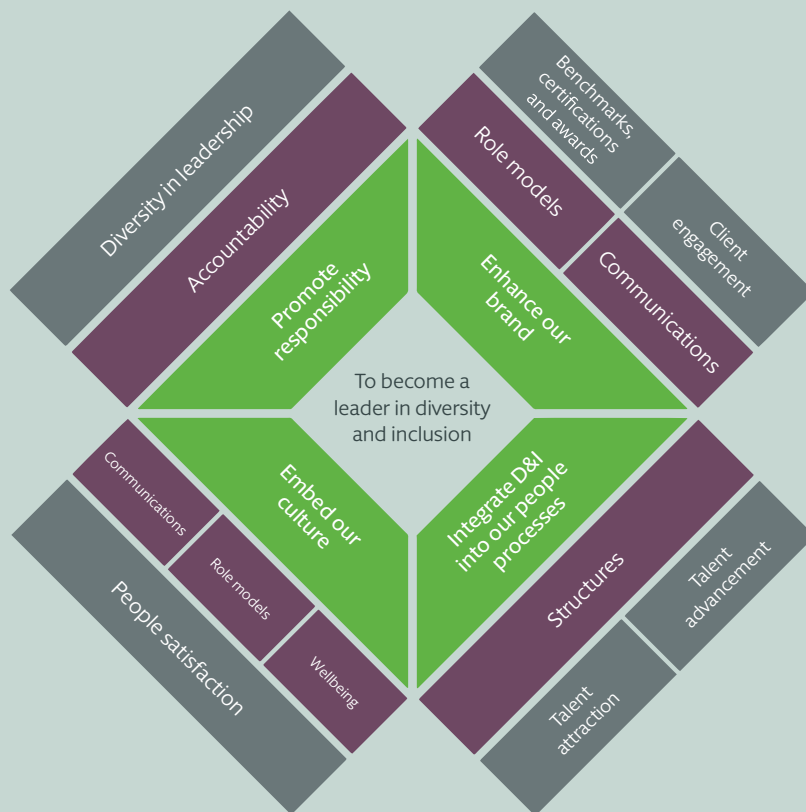 Diversity in leadership
Accountability
Promote
responsibility
Benchmarks,
certifications
and awards
Client
engagement
Role models
Communications
Enhance our
brand
To become a
leader in diversity
and inclusion
Embed our
culture
Communications
Role models
Wellbeing
People satisfaction
Integrate D&I
into our people
processes
Structures
Talent
advancement
Talent
attraction